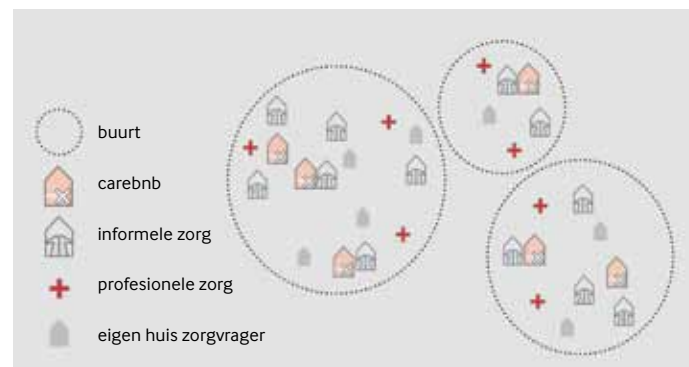 buurt
carebnb
informele zorg
profesionele zorg
eigen huis zorgvrager